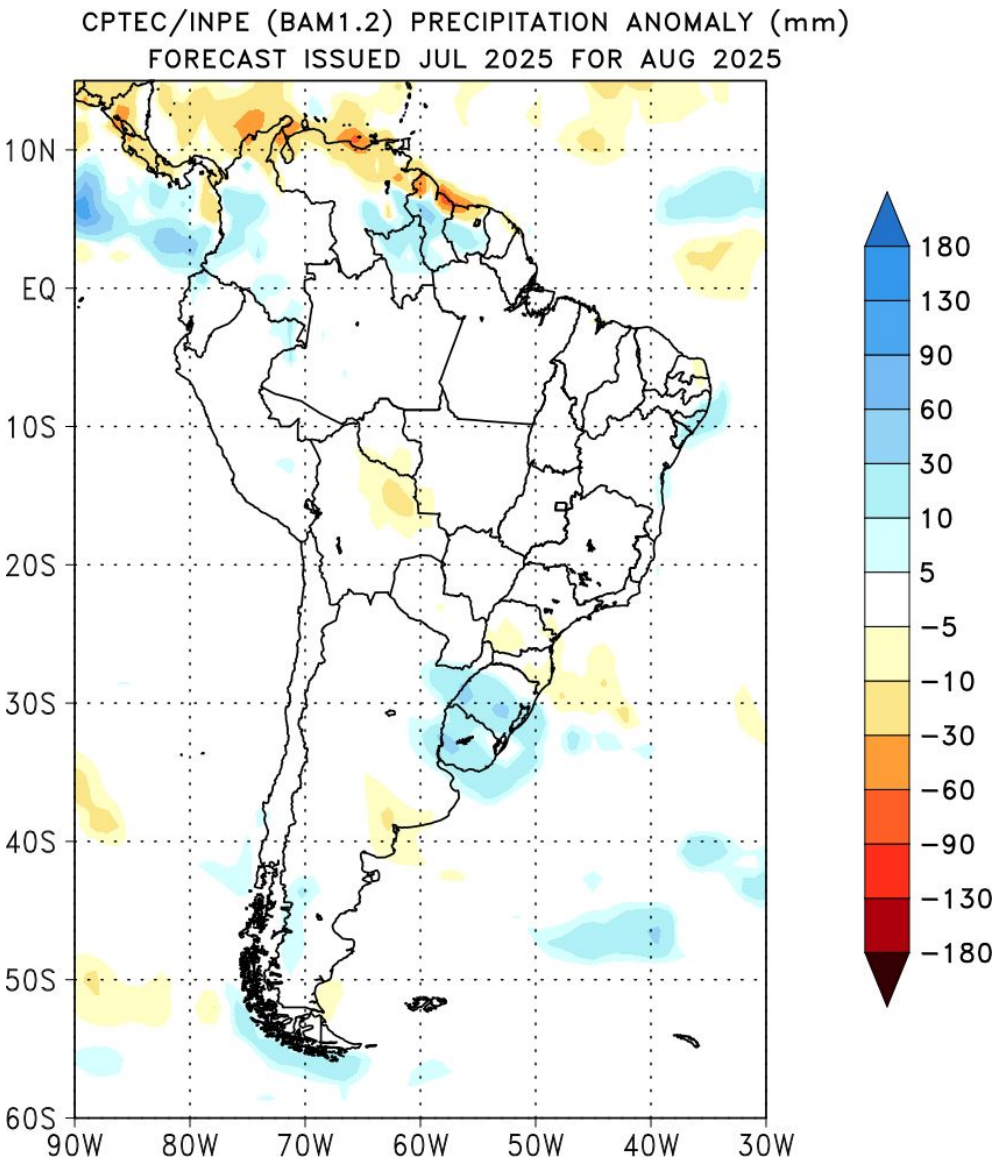 CPTEC/INPE (BAM1.2) PRECIPITATION ANOMALY (mm)
FORECAST ISSUED JUL 2025 FOR AUG 2025
10N
EQ
10S
20S
30S
40S
50S
60S
90W 80W 70W 60W 50W 40W 30W
180
130
90
60
30
10
5
−5
−10
−30
−60
−90
−130
−180